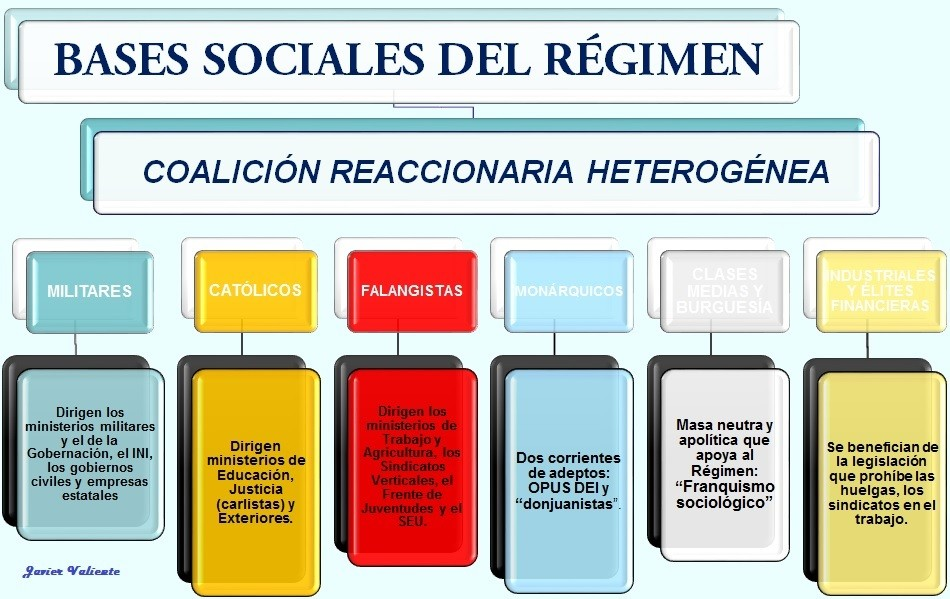 BASES SOCIALES DEL RÉGIMEN
COALICIÓN REACCIONARIA HETEROGÉNEA
MILITARES
CATÓLICOS
FALANGISTAS
MONÁRQUICOS
CLASES
MEDIAS Y
BURGUESÍA
INDUSTRIALES
Y ÉLITES
FINANCIERAS
Dirigen los
ministerios militares
y el de la
Gobernación, el INI,
los gobiernos
civiles y empresas
estatales
Dirigen
ministerios de
Educación,
Justicia
(carlistas) y
Exteriores.
Dirigen los
ministerios de
Trabajo y
Agricultura, los
Sindicatos
Verticales, el
Frente de
Juventudes y el
SEU.
Dos corrientes
de adeptos:
OPUS DEI y
“donjuanistas”.
Masa neutra y
apolítica que
apoya al
Régimen:
“Franquismo
sociológico”
Se benefician de
la legislación
que prohíbe las
huelgas, los
sindicatos en el
trabajo.
Javier Valiente